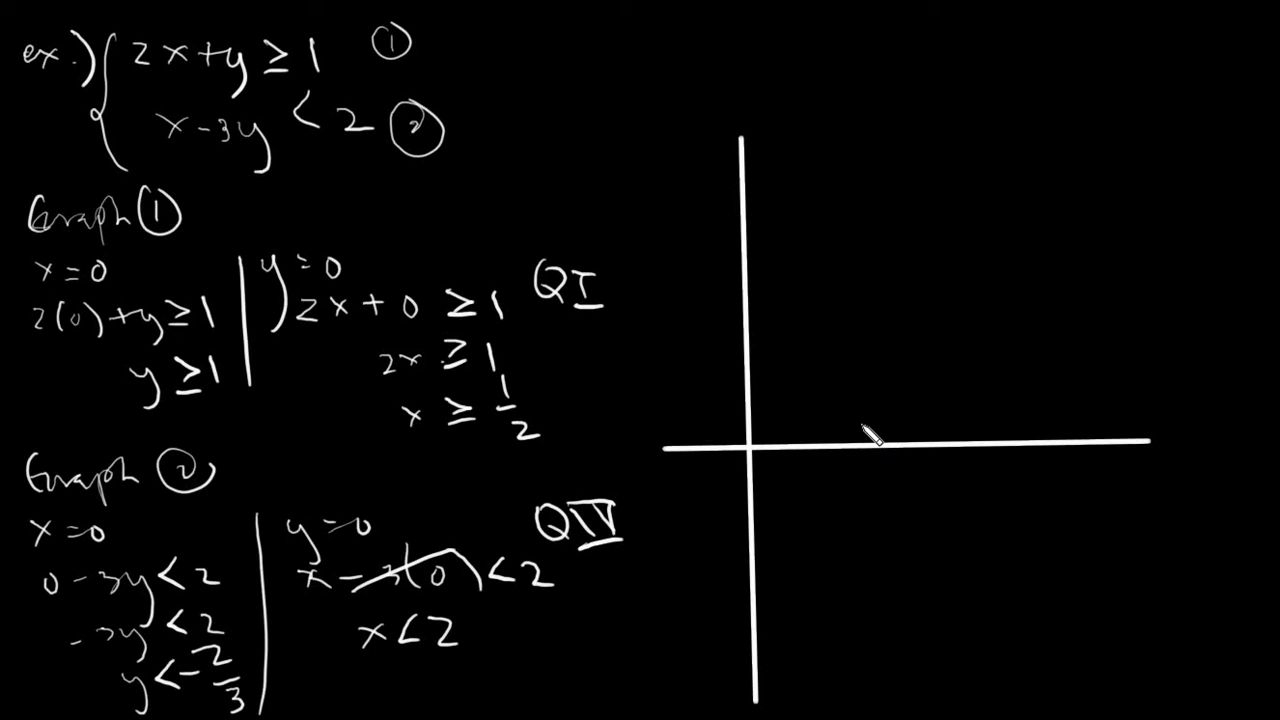 ex.) { 2x+y ≥ 1 ①
x-3y < 2 ②
Graph ①
x=0
2(0)+y ≥ 1
y ≥ 1
y=0
2x + 0 ≥ 1
2x ≥ 1
x ≥ 1/2
QI
Graph ②
x=0
0-3y < 2
-3y < 2
y < -2/3
y=0
x-3(0) < 2
x < 2
QIV